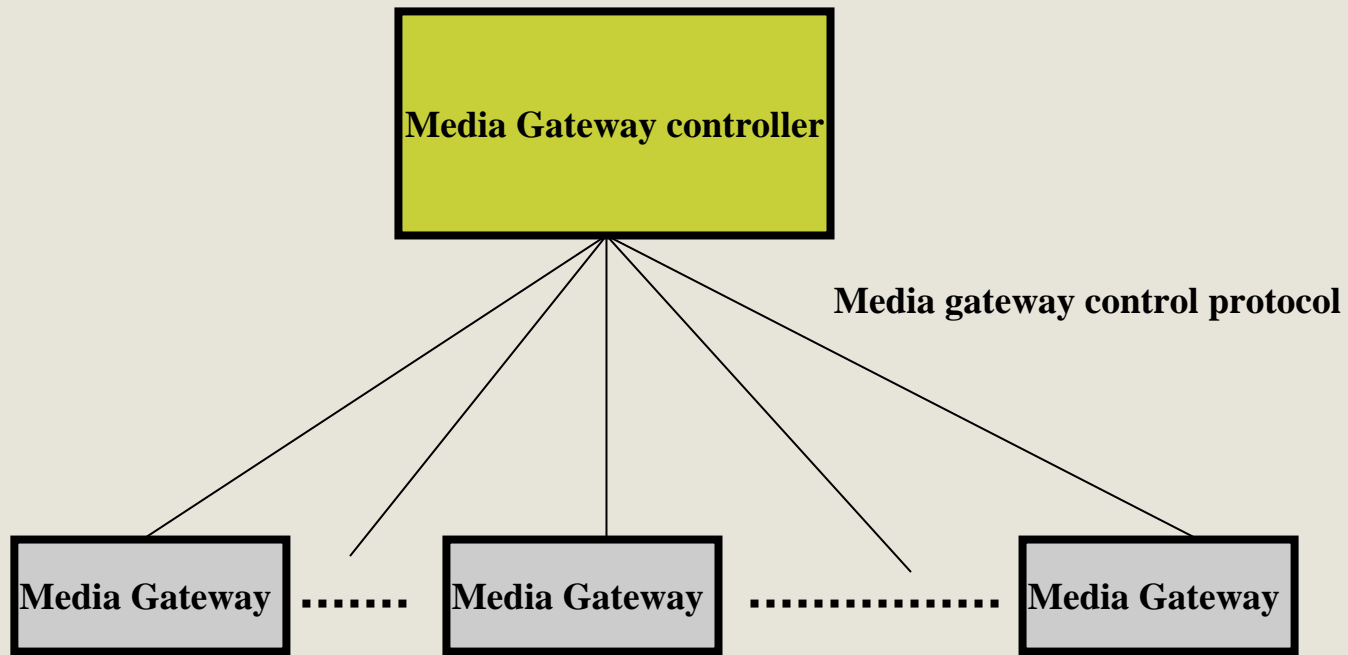 Media Gateway controller
Media gateway control protocol
Media Gateway ....... Media Gateway ................ Media Gateway